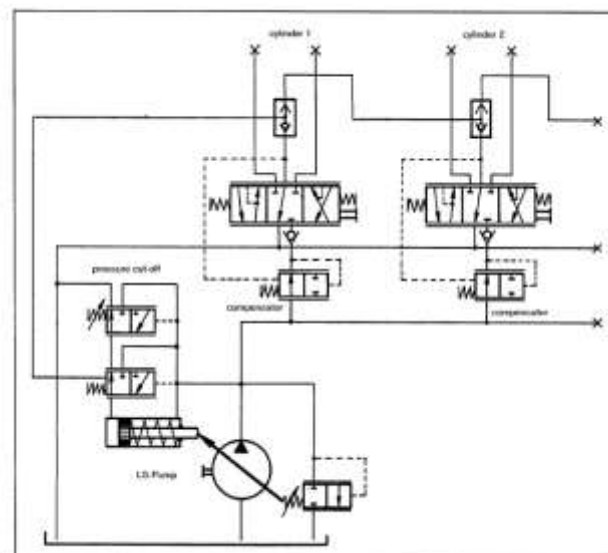 cylinder 1
cylinder 2
pressure cut-off
compensator
compensator
LS-Pump